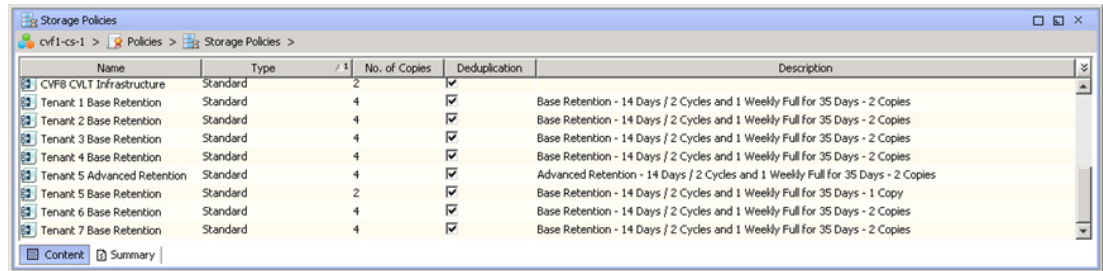 Storage Policies
cvf1-cs-1 > Policies > Storage Policies >
Name Type / 1 No. of Copies Deduplication Description
CVF8 CVLT Infrastructure Standard 2
Tenant 1 Base Retention Standard 4 Base Retention - 14 Days / 2 Cycles and 1 Weekly Full for 35 Days - 2 Copies
Tenant 2 Base Retention Standard 4 Base Retention - 14 Days / 2 Cycles and 1 Weekly Full for 35 Days - 2 Copies
Tenant 3 Base Retention Standard 4 Base Retention - 14 Days / 2 Cycles and 1 Weekly Full for 35 Days - 2 Copies
Tenant 4 Base Retention Standard 4 Base Retention - 14 Days / 2 Cycles and 1 Weekly Full for 35 Days - 2 Copies
Tenant 5 Advanced Retention Standard 4 Advanced Retention - 14 Days / 2 Cycles and 1 Weekly Full for 35 Days - 2 Copies
Tenant 5 Base Retention Standard 2 Base Retention - 14 Days / 2 Cycles and 1 Weekly Full for 35 Days - 1 Copy
Tenant 6 Base Retention Standard 4 Base Retention - 14 Days / 2 Cycles and 1 Weekly Full for 35 Days - 2 Copies
Tenant 7 Base Retention Standard 4 Base Retention - 14 Days / 2 Cycles and 1 Weekly Full for 35 Days - 2 Copies
Content Summary